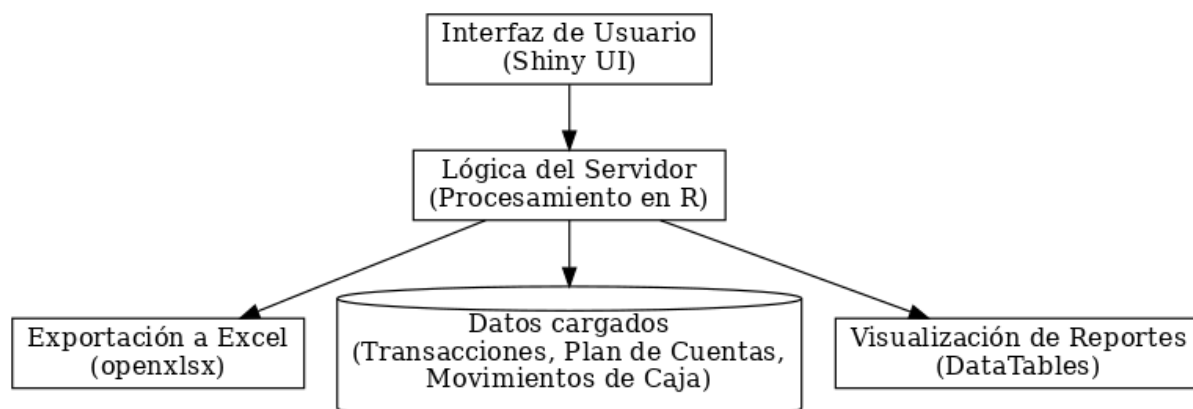 Interfaz de Usuario
(Shiny UI)
Lógica del Servidor
(Procesamiento en R)
Exportación a Excel
(openxlsx)
Datos cargados
(Transacciones, Plan de Cuentas,
Movimientos de Caja)
Visualización de Reportes
(DataTables)